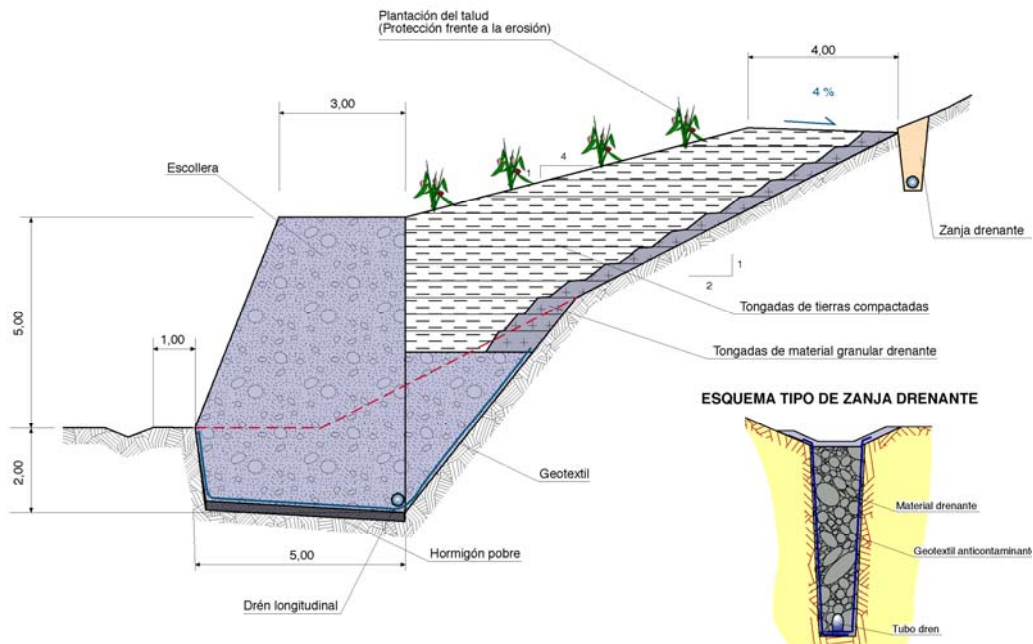 Plantación del talud
(Protección frente a la erosión)
4,00
4 %
3,00
Escollera
4
1
Zanja drenante
1
2
5,00
Tongadas de tierras compactadas
1,00
Tongadas de material granular drenante
ESQUEMA TIPO DE ZANJA DRENANTE
2,00
Geotextil
Material drenante
Hormigón pobre
5,00
Geotextil anticontaminante
Drén longitudinal
Tubo dren